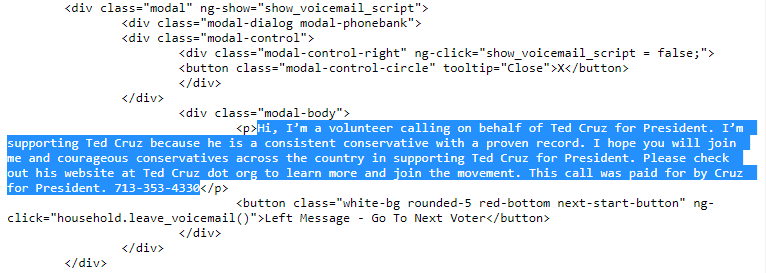 <div class="modal" ng-show="show_voicemail_script">
<div class="modal-dialog modal-phonebank">
<div class="modal-control">
<div class="modal-control-right" ng-click="show_voicemail_script = false;">
<button class="modal-control-circle" tooltip="Close">X</button>
</div>
</div>
<div class="modal-body">
<p>Hi, I’m a volunteer calling on behalf of Ted Cruz for President. I’m
supporting Ted Cruz because he is a consistent conservative with a proven record. I hope you will join
me and courageous conservatives across the country in supporting Ted Cruz for President. Please check
out his website at Ted Cruz dot org to learn more and join the movement. This call was paid for by Cruz
for President. 713-353-4330</p>
<button class="white-bg rounded-5 red-bottom next-start-button" ng-
click="household.leave_voicemail()">Left Message - Go To Next Voter</button>
</div>
</div>
</div>